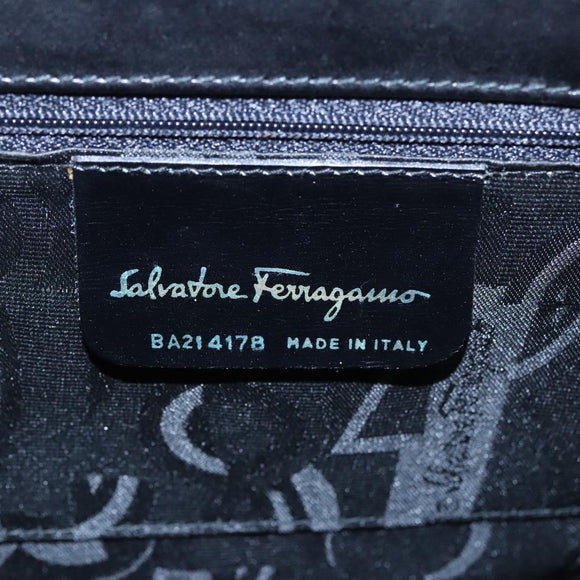 Salvatore Ferragamo
BA214178 MADE IN ITALY